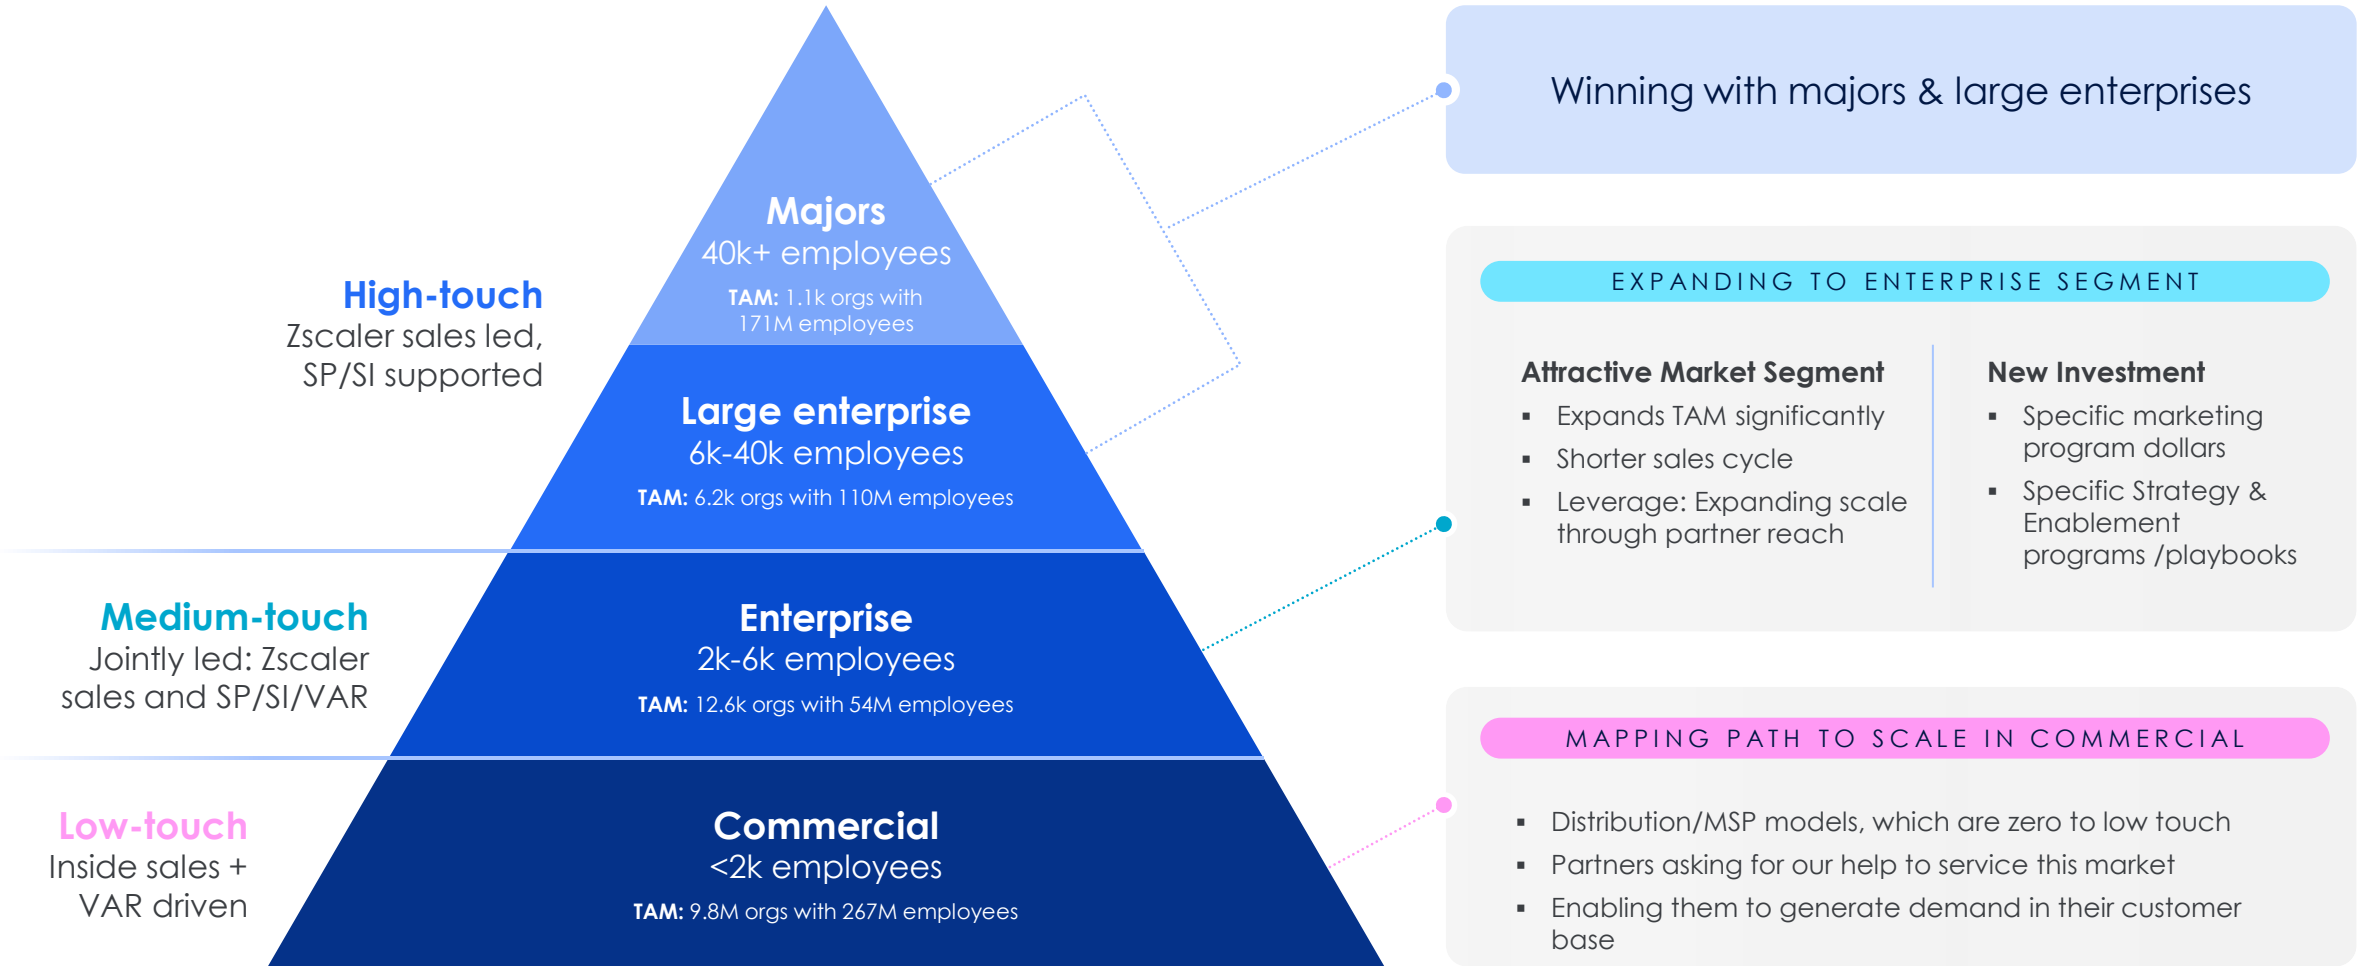 High-touch
Zscaler sales led,
SP/SI supported
Medium-touch
Jointly led: Zscaler
sales and SP/SI/VAR
Low-touch
Inside sales +
VAR driven
Majors
40k+ employees
TAM: 1.1k orgs with
171M employees
Large enterprise
6k-40k employees
TAM: 6.2k orgs with 110M employees
Enterprise
2k-6k employees
TAM: 12.6k orgs with 54M employees
Commercial
<2k employees
TAM: 9.8M orgs with 267M employees
Winning with majors & large enterprises
EXPANDING TO ENTERPRISE SEGMENT
Attractive Market Segment
▪ Expands TAM significantly
▪ Shorter sales cycle
▪ Leverage: Expanding scale
through partner reach
New Investment
▪ Specific marketing
program dollars
▪ Specific Strategy &
Enablement
programs /playbooks
MAPPING PATH TO SCALE IN COMMERCIAL
▪ Distribution/MSP models, which are zero to low touch
▪ Partners asking for our help to service this market
▪ Enabling them to generate demand in their customer
base